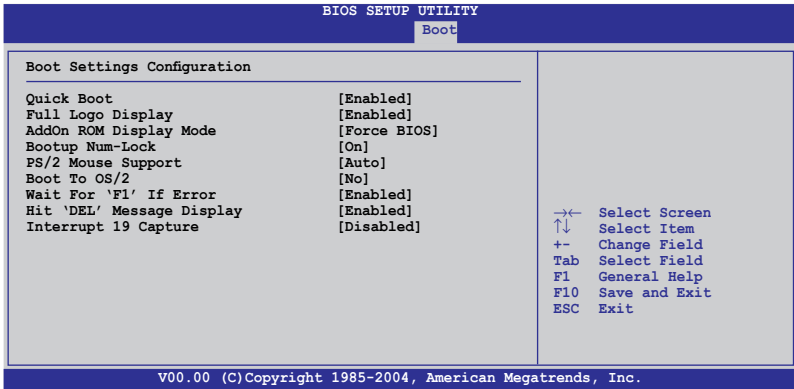 BIOS SETUP UTILITY
Boot
Boot Settings Configuration
Quick Boot [Enabled]
Full Logo Display [Enabled]
AddOn ROM Display Mode [Force BIOS]
Bootup Num-Lock [On]
PS/2 Mouse Support [Auto]
Boot To OS/2 [No]
Wait For ‘F1’ If Error [Enabled]
Hit ‘DEL’ Message Display [Enabled]
Interrupt 19 Capture [Disabled]
→← Select Screen
↑↓ Select Item
+- Change Field
Tab Select Field
F1 General Help
F10 Save and Exit
ESC Exit
V00.00 (C)Copyright 1985-2004, American Megatrends, Inc.